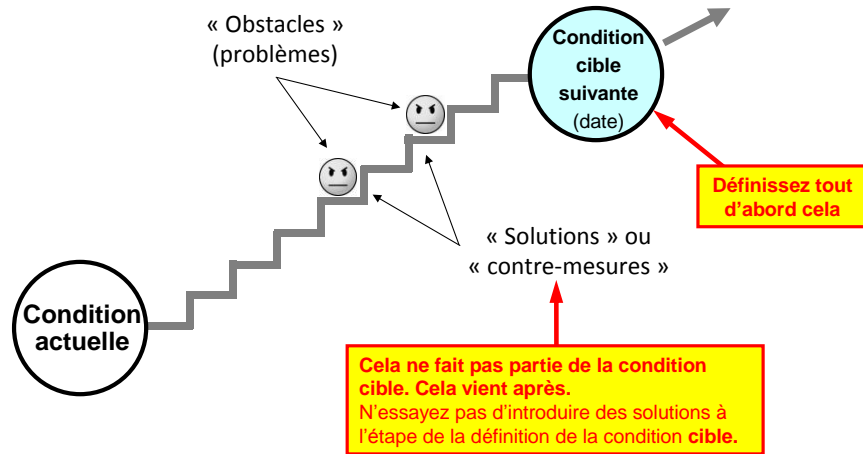 « Obstacles »
(problèmes)
Condition
cible
suivante
(date)
Définissez tout
d'abord cela
« Solutions » ou
« contre-mesures »
Condition
actuelle
Cela ne fait pas partie de la condition
cible. Cela vient après.
N'essayez pas d'introduire des solutions à
l'étape de la définition de la condition cible.